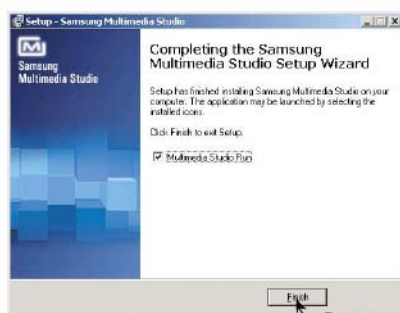 Setup - Samsung Multimedia Studio
Samsung
Multimedia Studio
Completing the Samsung
Multimedia Studio Setup Wizard
Setup has finished installing Samsung Multimedia Studio on your
computer. The application may be launched by selecting the
installed icons.
Click Finish to exit Setup.
Multimedia Studio Run
Finish